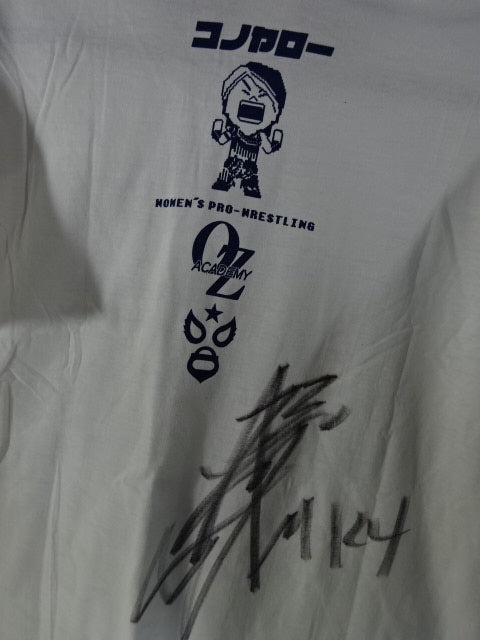 コノヤロー
WOMEN'S PRO-WRESTLING
OZ
ACADEMY